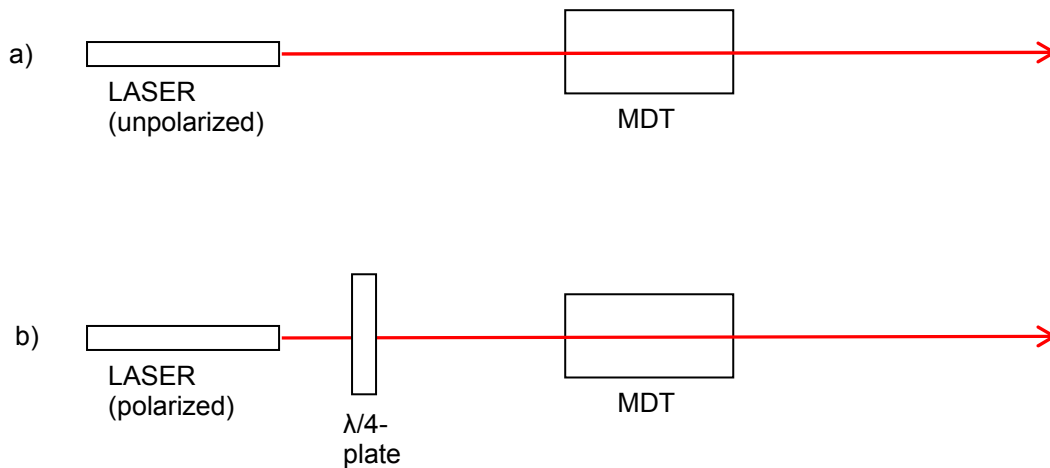 a)
LASER
(unpolarized)
MDT
b)
LASER
(polarized)
λ/4-
plate
MDT